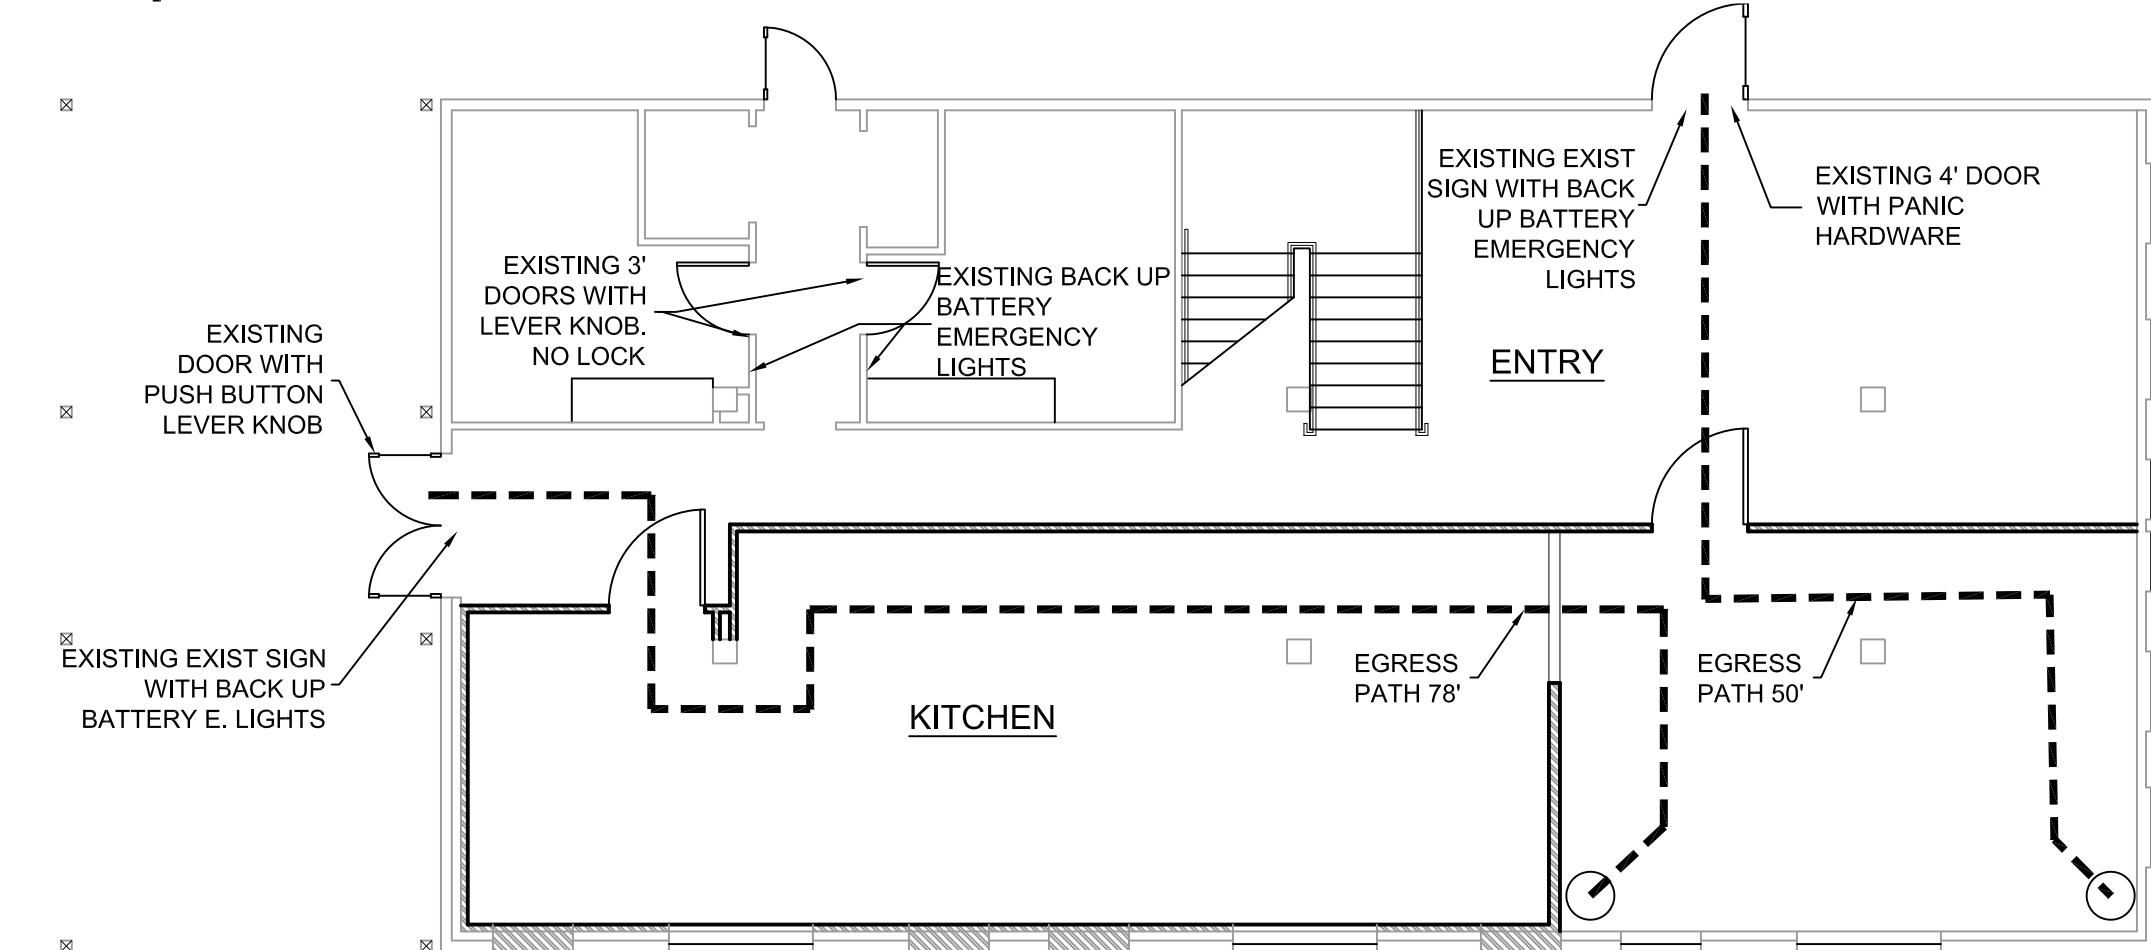 EXISTING EXIST
SIGN WITH BACK
UP BATTERY
EMERGENCY
LIGHTS
EXISTING 4' DOOR
WITH PANIC
HARDWARE
EXISTING 3'
DOORS WITH
LEVER KNOB.
NO LOCK
EXISTING BACK UP
BATTERY
EMERGENCY
LIGHTS
EXISTING
DOOR WITH
PUSH BUTTON
LEVER KNOB
ENTRY
EXISTING EXIST SIGN
WITH BACK UP
BATTERY E. LIGHTS
KITCHEN
EGRESS
PATH 78'
EGRESS
PATH 50'